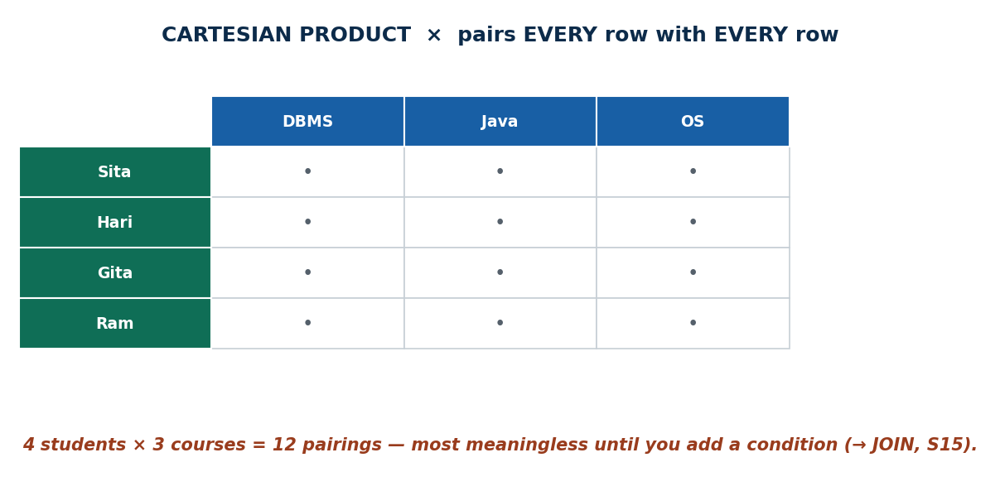 CARTESIAN PRODUCT × pairs EVERY row with EVERY row
DBMS Java OS
Sita • • •
Hari • • •
Gita • • •
Ram • • •
4 students × 3 courses = 12 pairings — most meaningless until you add a condition (→ JOIN, S15).